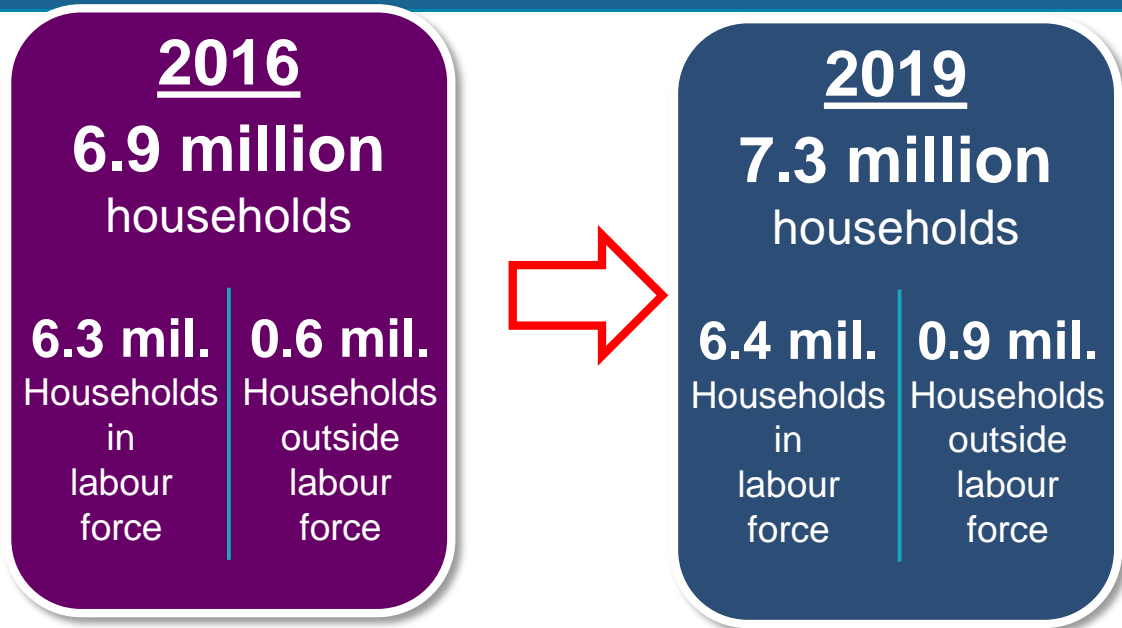 2016
6.9 million
households
6.3 mil.
Households
in
labour
force
0.6 mil.
Households
outside
labour
force
2019
7.3 million
households
6.4 mil.
Households
in
labour
force
0.9 mil.
Households
outside
labour
force